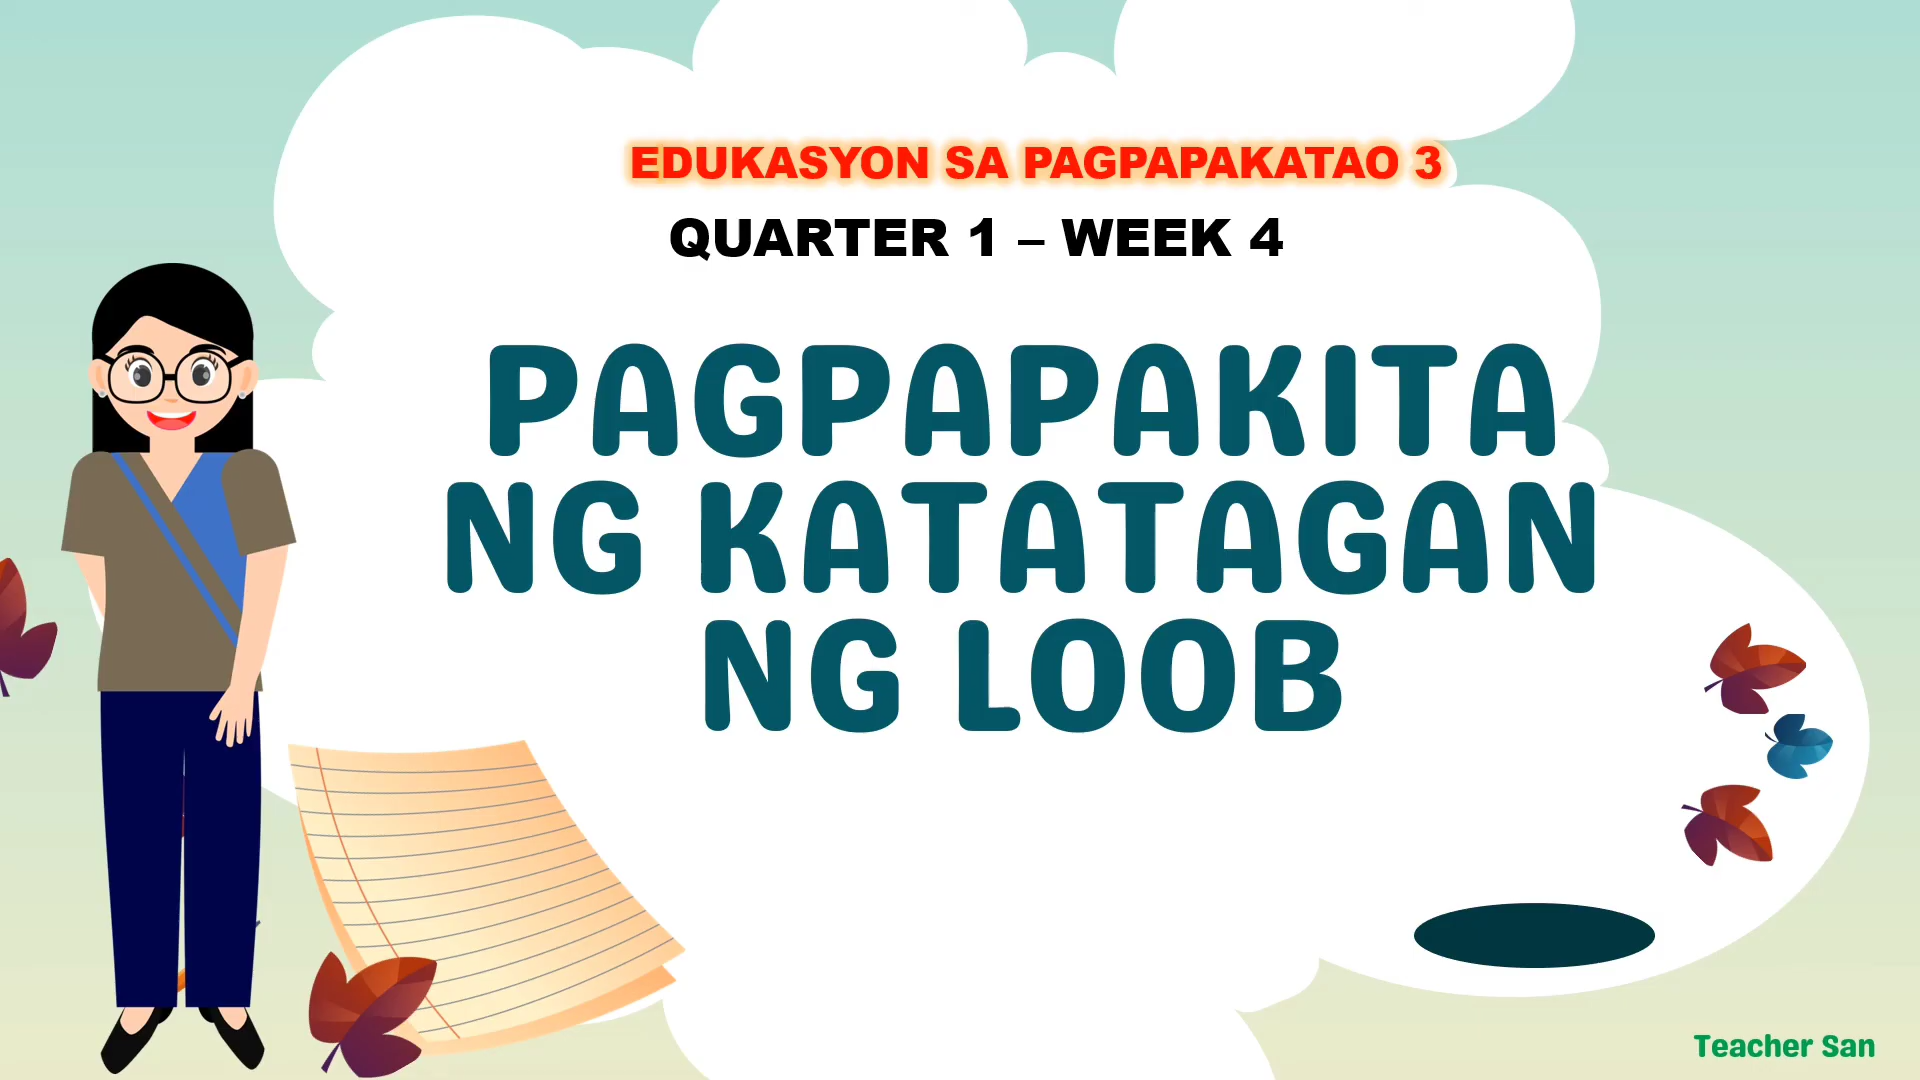 EDUKASYON SA PAGPAPAKATAO 3
QUARTER 1 – WEEK 4
PAGPAPAKITA
NG KATATAGAN
NG LOOB
Teacher San